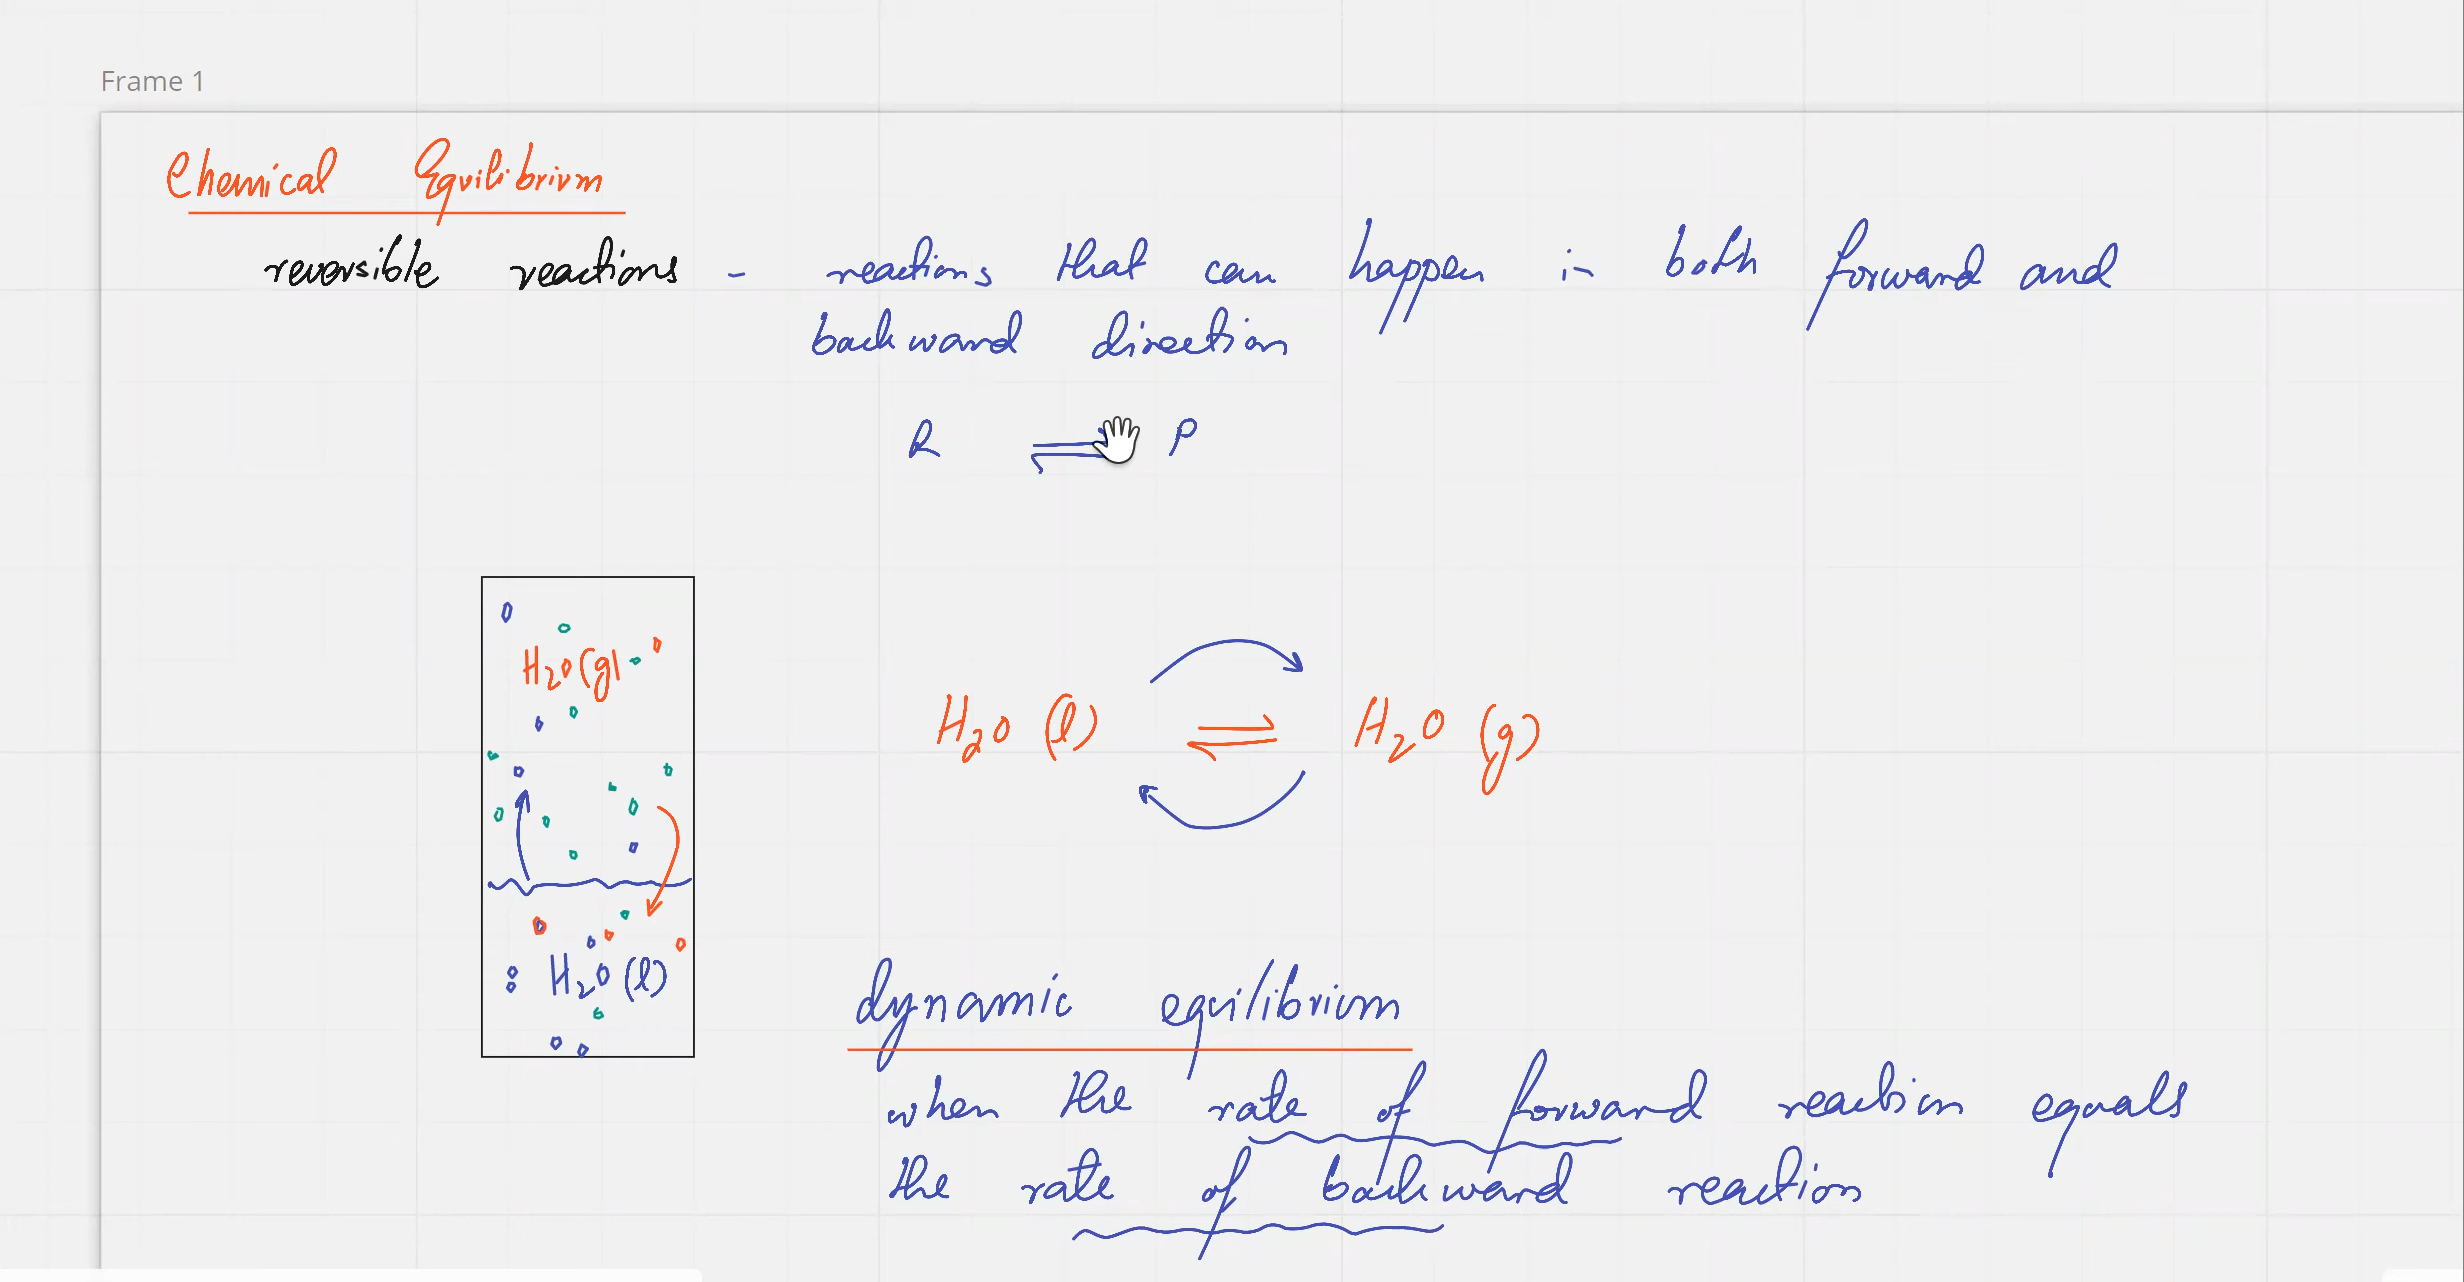 Frame 1
Chemical Equilibrium
reversible reactions - reactions that can happen in both forward and
backward direction
R ⇌ P
H₂O(g)
H₂O (l) ⇌ H₂O (g)
H₂O (l)
dynamic equilibrium
when the rate of forward reaction equals
the rate of backward reaction